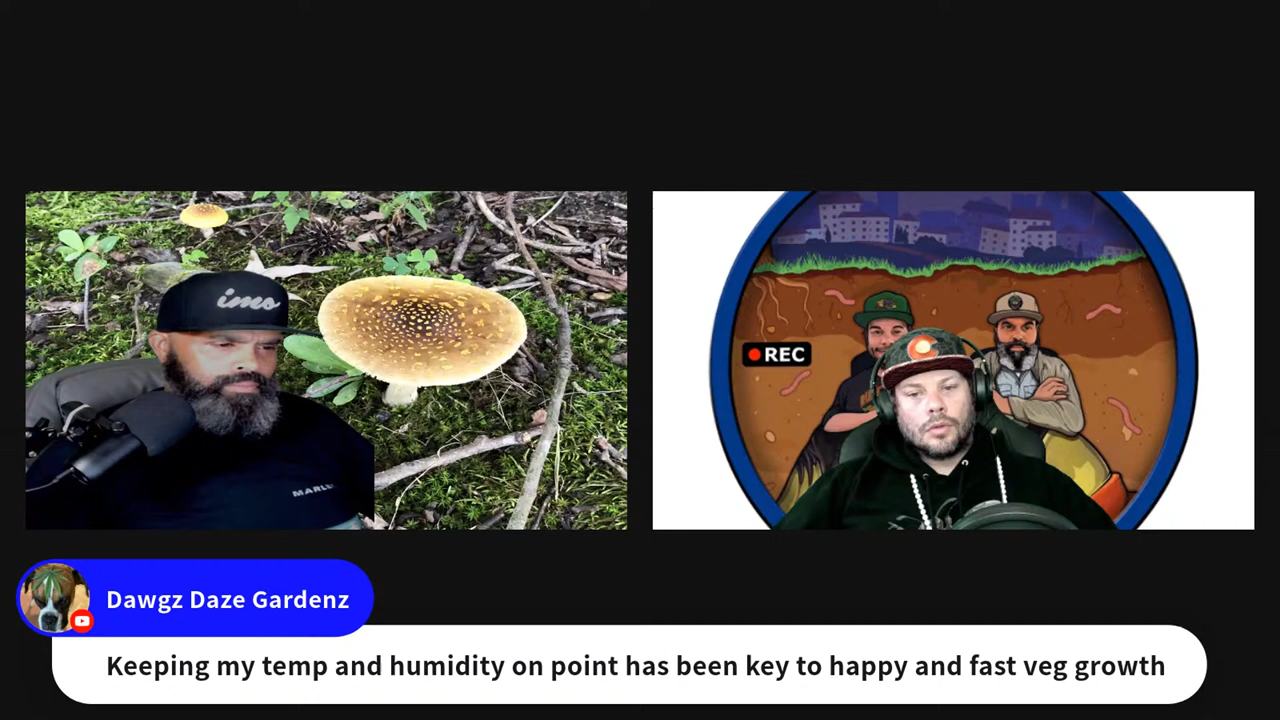 imo
MARL
REC
Dawgz Daze Gardenz
Keeping my temp and humidity on point has been key to happy and fast veg growth